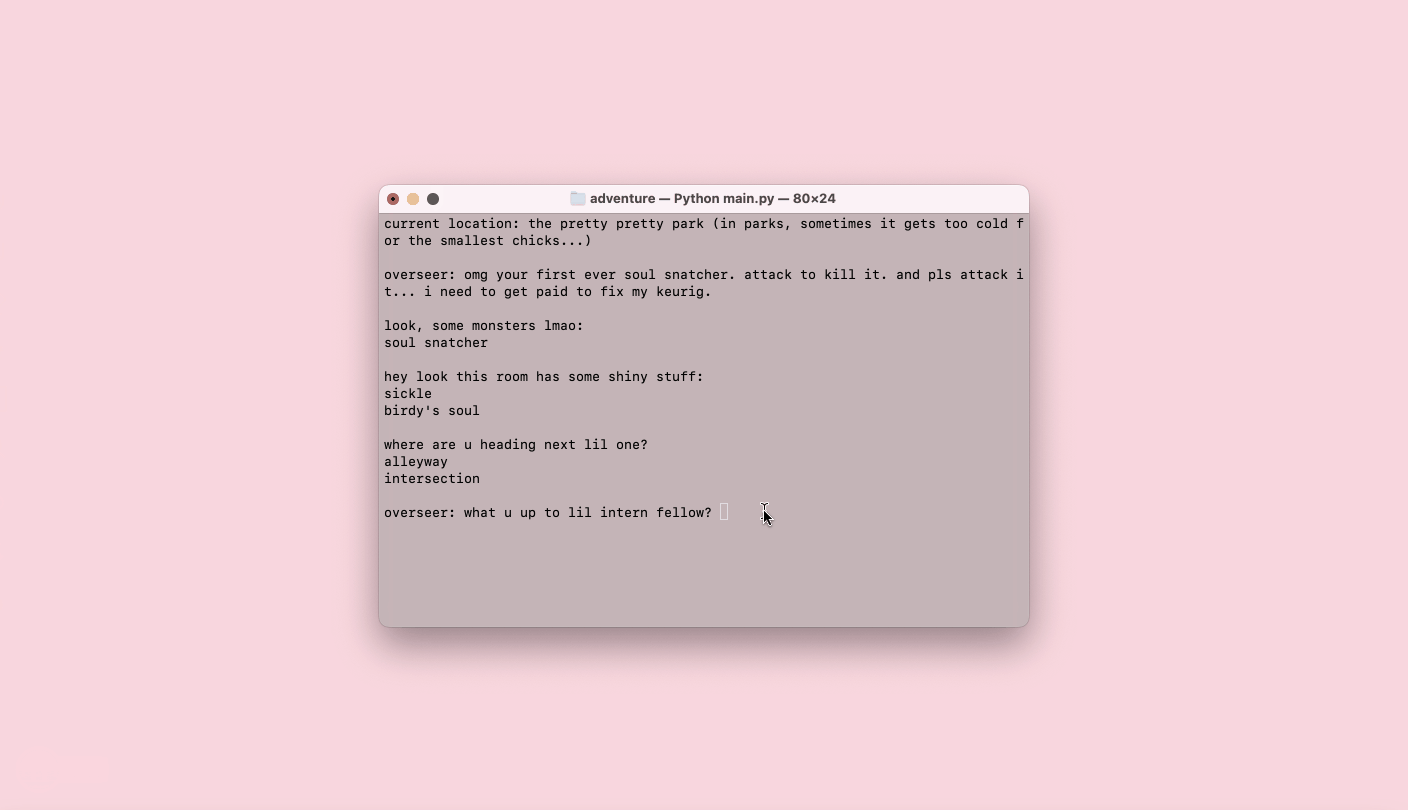 adventure — Python main.py — 80×24
current location: the pretty pretty park (in parks, sometimes it gets too cold f
or the smallest chicks...)
overseer: omg your first ever soul snatcher. attack to kill it. and pls attack i
t... i need to get paid to fix my keurig.
look, some monsters lmao:
soul snatcher
hey look this room has some shiny stuff:
sickle
birdy's soul
where are u heading next lil one?
alleyway
intersection
overseer: what u up to lil intern fellow?